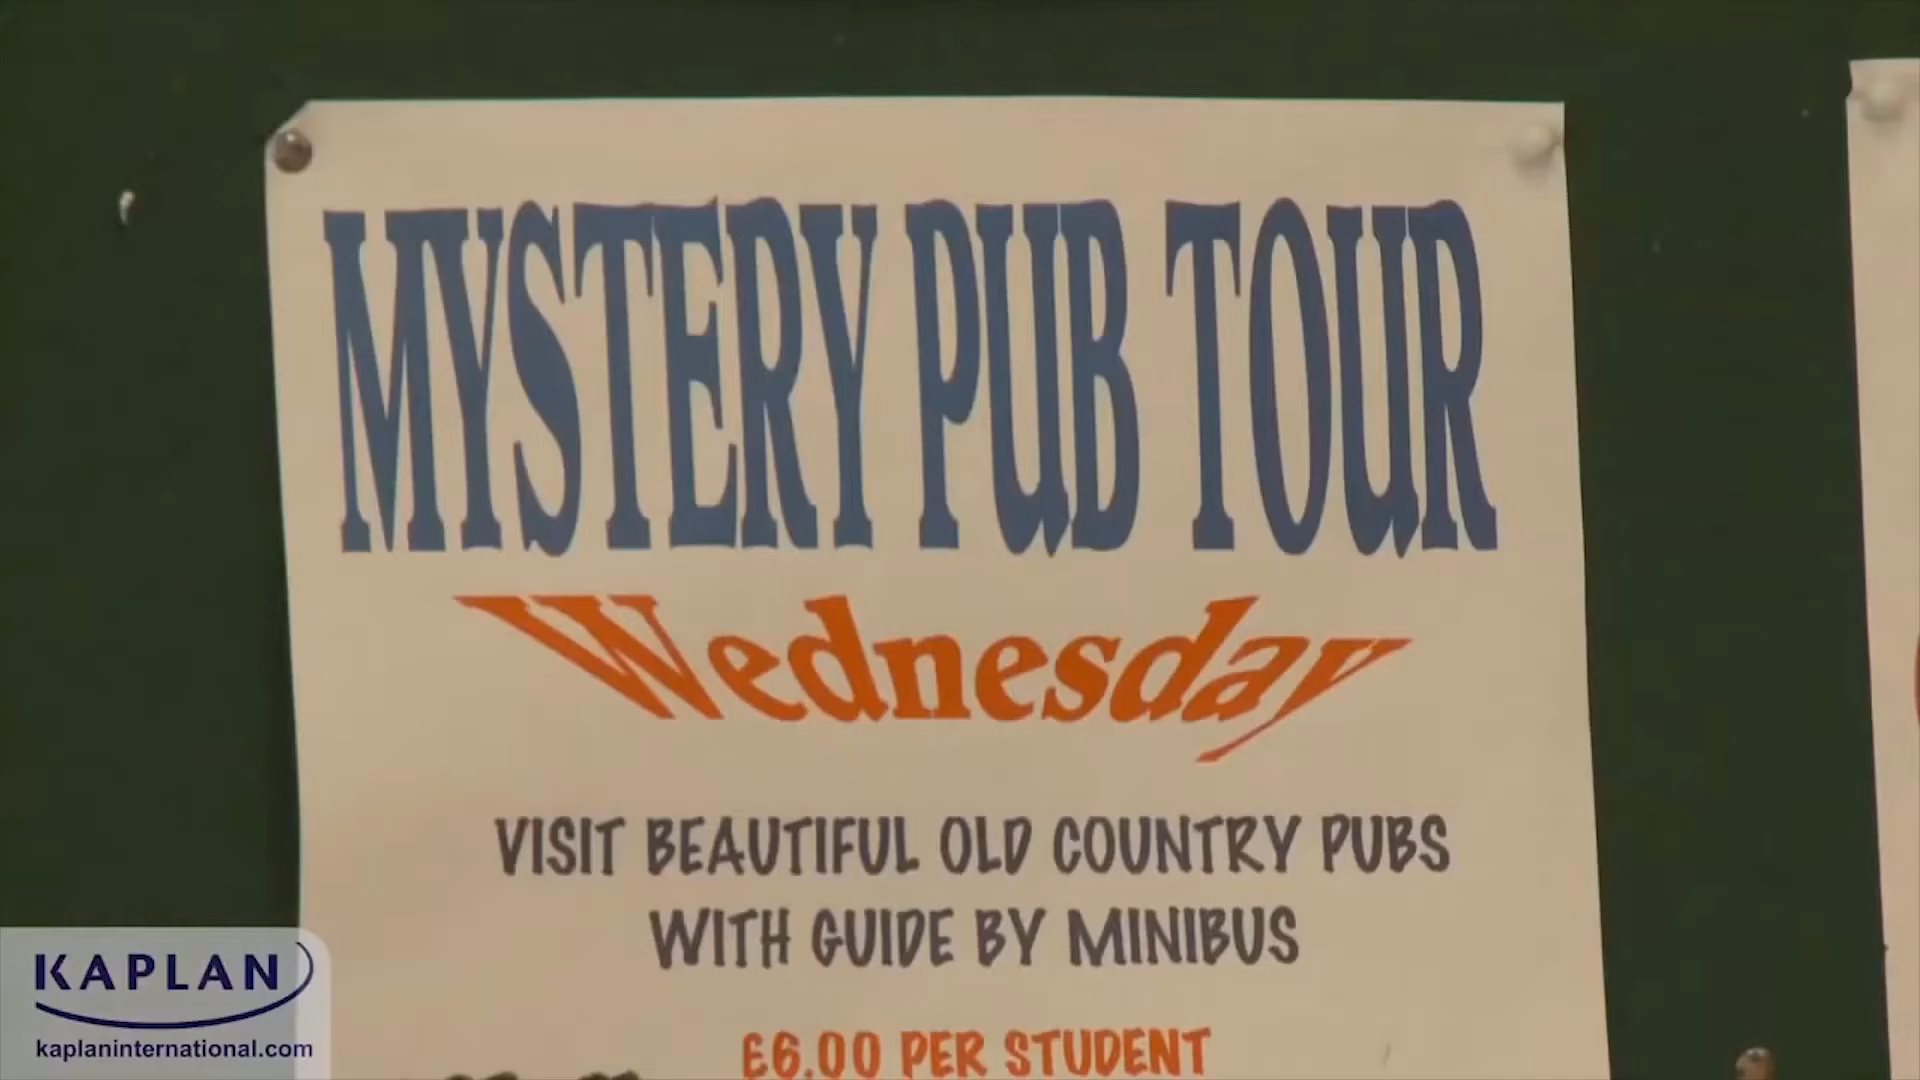 MYSTERY PUB TOUR
Wednesday
VISIT BEAUTIFUL OLD COUNTRY PUBS
WITH GUIDE BY MINIBUS
£6.00 PER STUDENT
KAPLAN
kaplaninternational.com